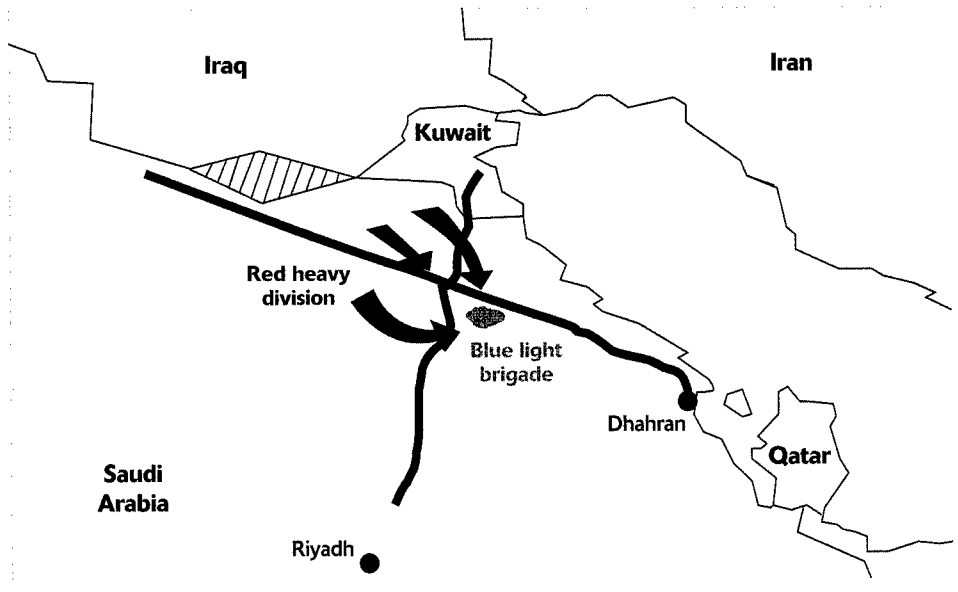 Iraq
Iran
Kuwait
Red heavy
division
Blue light
brigade
Dhahran
Qatar
Saudi
Arabia
Riyadh